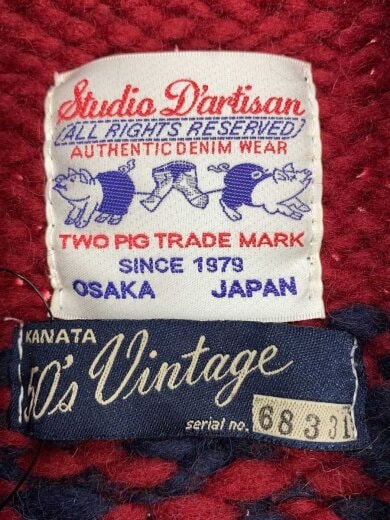 Studio D'artisan
(ALL RIGHTS RESERVED)
AUTHENTIC DENIM WEAR
TWO PIG TRADE MARK
SINCE 1979
OSAKA JAPAN
KANATA
50's Vintage
serial no. 68331